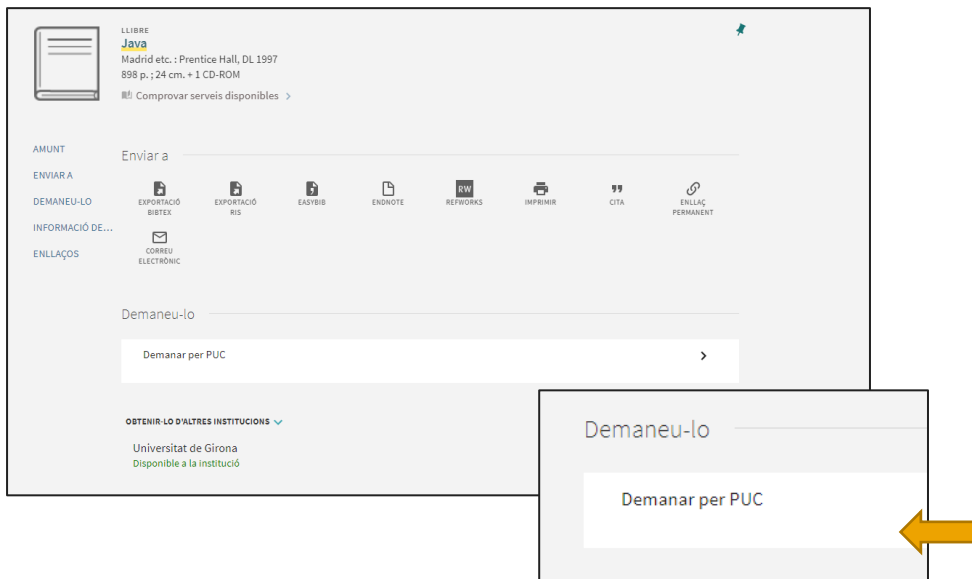 LLIBRE
Java
Madrid etc. : Prentice Hall, DL 1997
898 p. ; 24 cm. + 1 CD-ROM
Comprovar serveis disponibles >
AMUNT
ENVIAR A
DEMANEU-LO
INFORMACIÓ DE...
ENLLAÇOS
Enviar a
EXPORTACIÓ
BIBTEX
EXPORTACIÓ
RIS
EASYBIB
ENDNOTE
RW
REFWORKS
IMPRIMIR
CITA
ENLLAÇ
PERMANENT
CORREU
ELECTRÒNIC
Demaneu-lo
Demanar per PUC
OBTENIR-LO D'ALTRES INSTITUCIONS
Universitat de Girona
Disponible a la institució
Demaneu-lo
Demanar per PUC